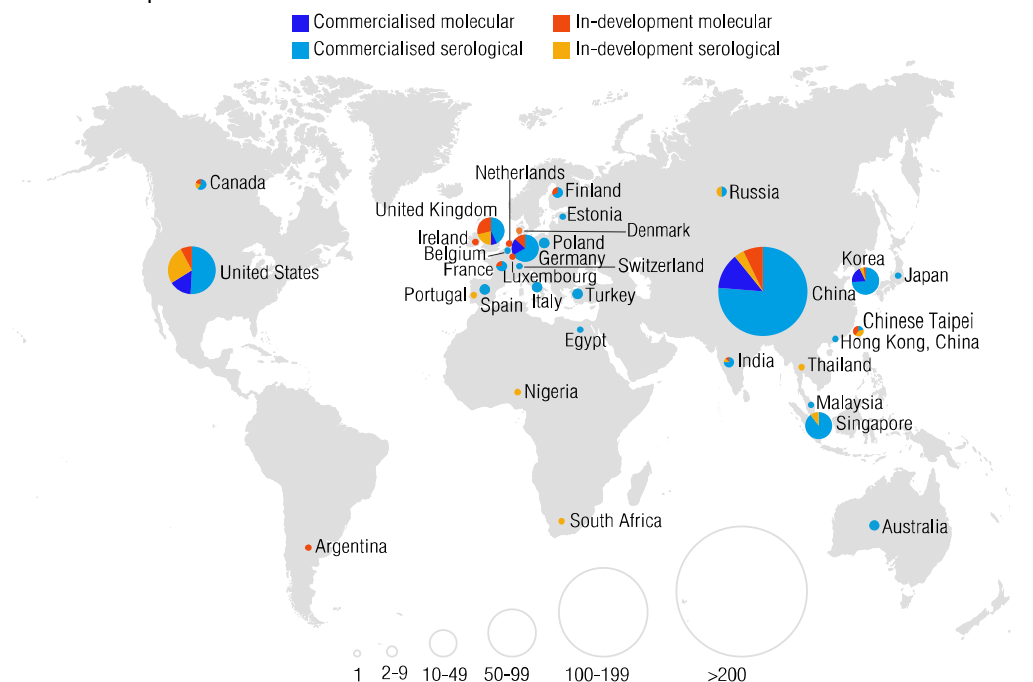 Commercialised molecular
In-development molecular
Commercialised serological
In-development serological
Netherlands
Canada
Finland
Russia
United Kingdom
Estonia
Ireland
Denmark
Belgium
Poland
Germany
Korea
France
Switzerland
United States
Luxembourg
Japan
China
Portugal
Spain
Italy
Turkey
Chinese Taipei
Egypt
Hong Kong, China
India
Thailand
Nigeria
Malaysia
Singapore
South Africa
Australia
Argentina
1
2-9
10-49
50-99
100-199
>200